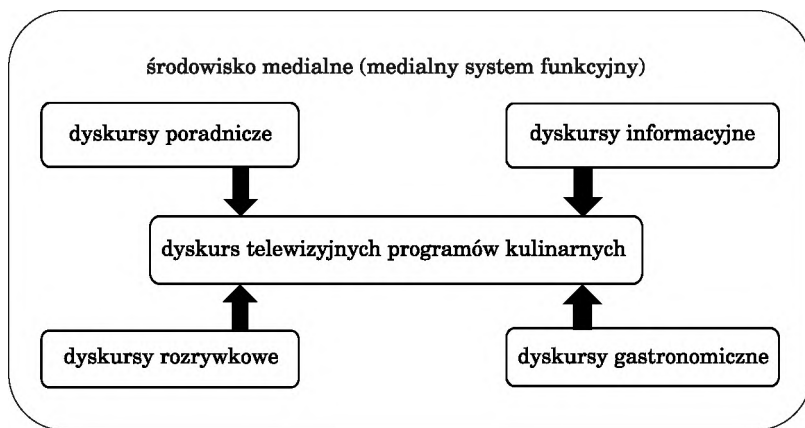 środowisko medialne (medialny system funkcyjny)
dyskursy poradnicze
dyskursy informacyjne
dyskurs telewizyjnych programów kulinarnych
dyskursy rozrywkowe
dyskursy gastronomiczne